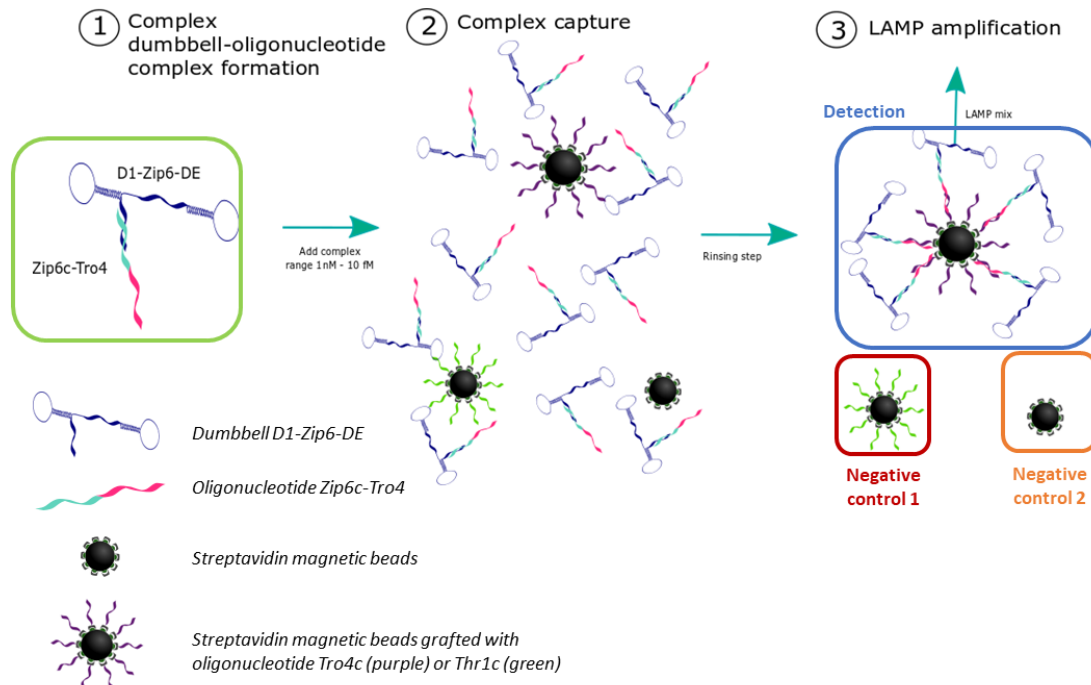 1 Complex
dumbbell-oligonucleotide
complex formation
2 Complex capture
3 LAMP amplification
D1-Zip6-DE
Zip6c-Tro4
Add complex
range 1nM - 10 fM
Rinsing step
Detection
LAMP mix
Negative
control 1
Negative
control 2
Dumbbell D1-Zip6-DE
Oligonucleotide Zip6c-Tro4
Streptavidin magnetic beads
Streptavidin magnetic beads grafted with
oligonucleotide Tro4c (purple) or Thr1c (green)